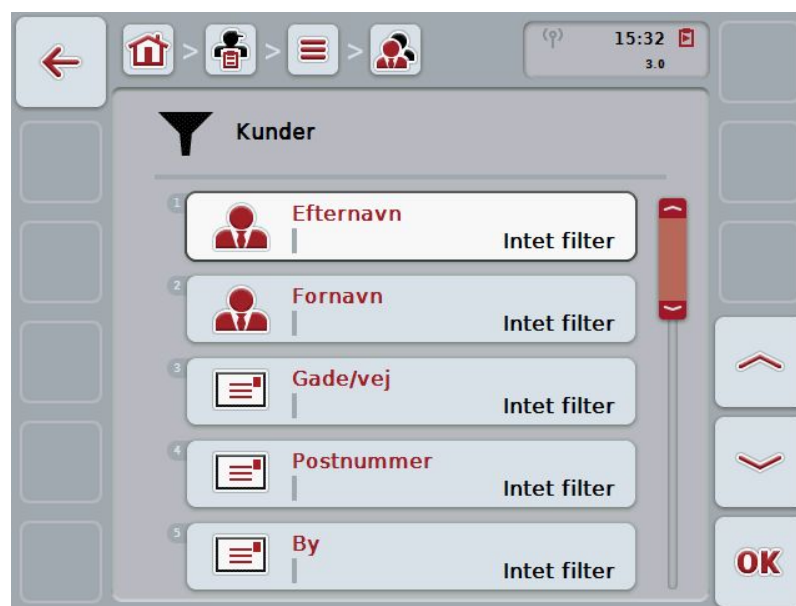 15:32
3.0
Kunder
1
Efternavn
Intet filter
2
Fornavn
Intet filter
3
Gade/vej
Intet filter
4
Postnummer
Intet filter
5
By
Intet filter
OK